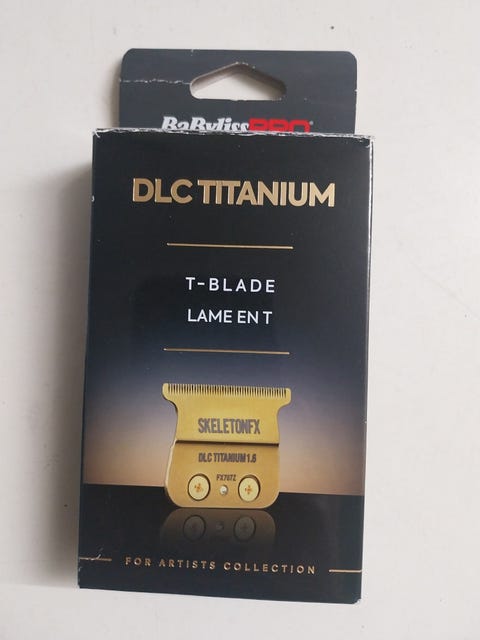 BaBylissPRO®
DLC TITANIUM
T-BLADE
LAME EN T
SKELETONFX
DLC TITANIUM 1.6
FX707Z
FOR ARTISTS COLLECTION